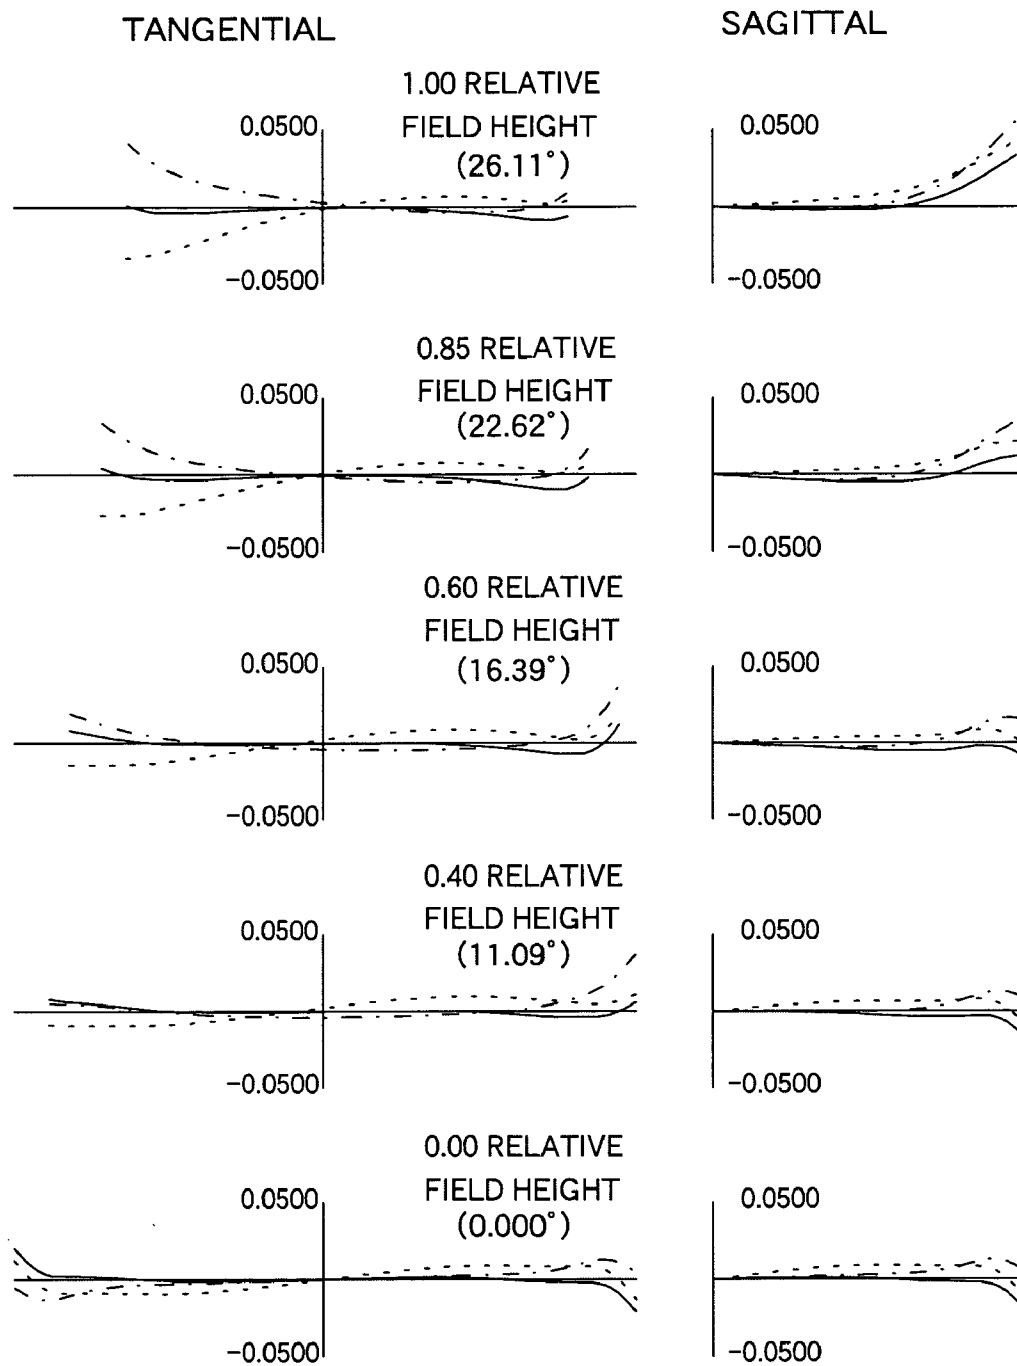 TANGENTIAL
SAGITTAL
1.00 RELATIVE
FIELD HEIGHT
(26.11°)
0.0500
0.0500
-0.0500
-0.0500
0.85 RELATIVE
FIELD HEIGHT
(22.62°)
0.0500
0.0500
-0.0500
-0.0500
0.60 RELATIVE
FIELD HEIGHT
(16.39°)
0.0500
0.0500
-0.0500
-0.0500
0.40 RELATIVE
FIELD HEIGHT
(11.09°)
0.0500
0.0500
-0.0500
-0.0500
0.00 RELATIVE
FIELD HEIGHT
(0.000°)
0.0500
0.0500
-0.0500
-0.0500